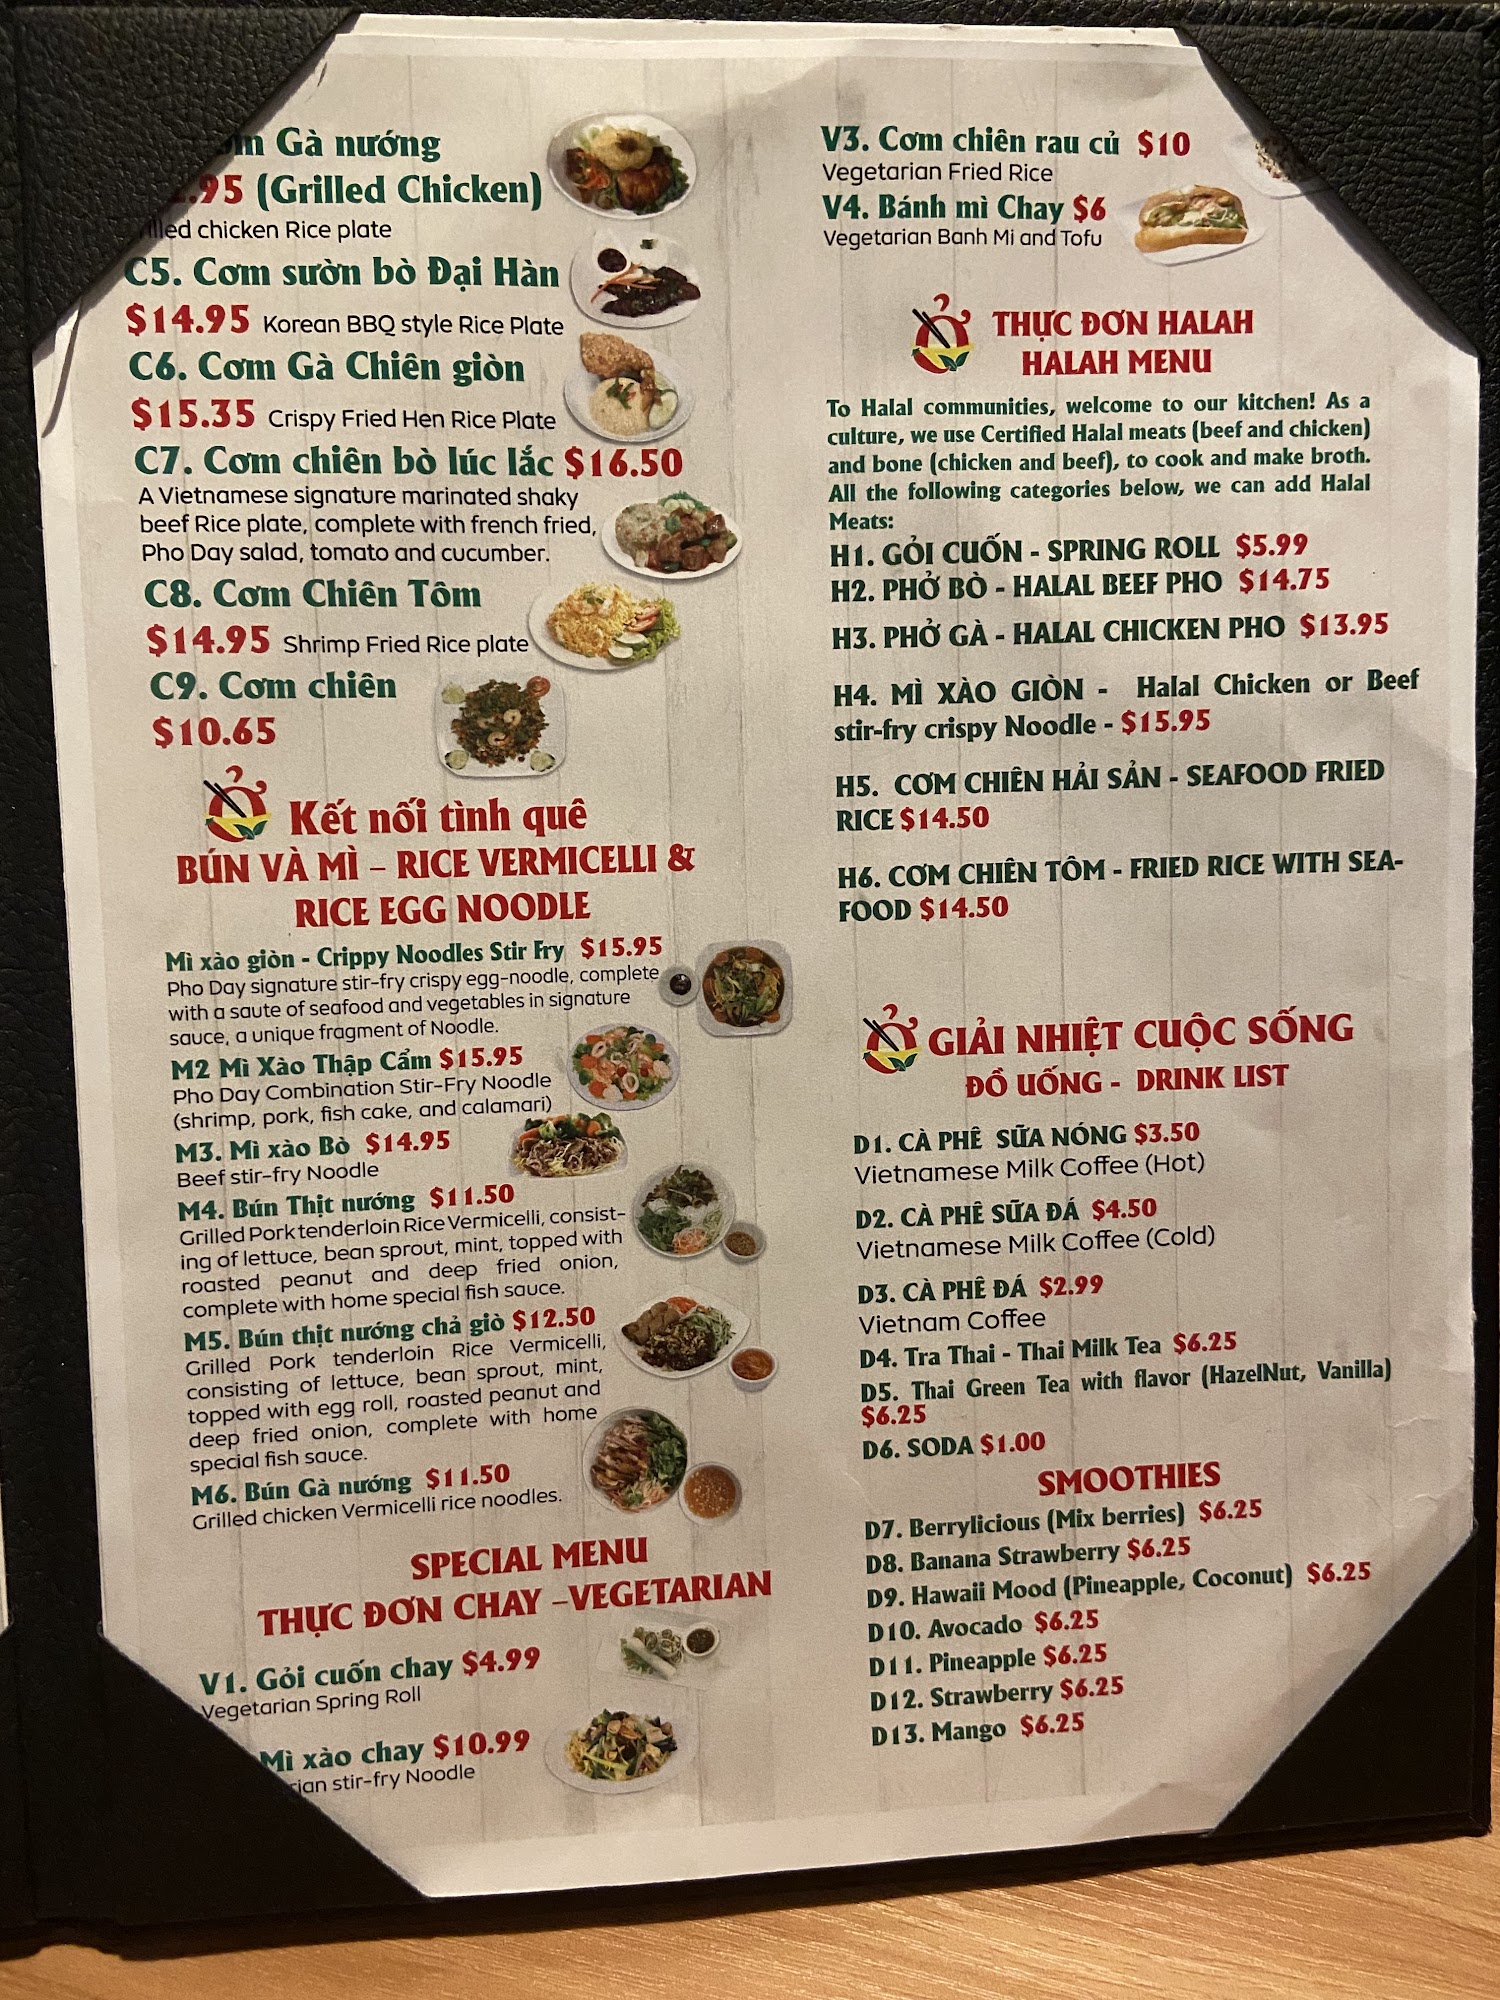 Gà nướng
.95 (Grilled Chicken)
chicken Rice plate
C5. Cơm sườn bò Đại Hàn
$14.95 Korean BBQ style Rice Plate
C6. Cơm Gà Chiên giòn
$15.35 Crispy Fried Hen Rice Plate
C7. Cơm chiên bò lúc lắc $16.50
A Vietnamese signature marinated shaky
beef Rice plate, complete with french fried,
Pho Day salad, tomato and cucumber.
C8. Cơm Chiên Tôm
$14.95 Shrimp Fried Rice plate
C9. Cơm chiên
$10.65
Kết nối tình quê
BÚN VÀ MÌ – RICE VERMICELLI &
RICE EGG NOODLE
Mì xào giòn - Crippy Noodles Stir Fry $15.95
Pho Day signature stir-fry crispy egg-noodle, complete
with a saute of seafood and vegetables in signature
sauce, a unique fragment of Noodle.
M2 Mì Xào Thập Cẩm $15.95
Pho Day Combination Stir-Fry Noodle
(shrimp, pork, fish cake, and calamari)
M3. Mì xào Bò $14.95
Beef stir-fry Noodle
M4. Bún Thịt nướng $11.50
Grilled Pork tenderloin Rice Vermicelli, consist-
ing of lettuce, bean sprout, mint, topped with
roasted peanut and deep fried onion,
complete with home special fish sauce.
M5. Bún thịt nướng chả giò $12.50
Grilled Pork tenderloin Rice Vermicelli,
consisting of lettuce, bean sprout, mint,
topped with egg roll, roasted peanut and
deep fried onion, complete with home
special fish sauce.
M6. Bún Gà nướng $11.50
Grilled chicken Vermicelli rice noodles.
SPECIAL MENU
THỰC ĐƠN CHAY –VEGETARIAN
V1. Gỏi cuốn chay $4.99
Vegetarian Spring Roll
Mì xào chay $10.99
stir-fry Noodle
V3. Cơm chiên rau củ $10
Vegetarian Fried Rice
V4. Bánh mì Chay $6
Vegetarian Banh Mi and Tofu
THỰC ĐƠN HALAH
HALAH MENU
To Halal communities, welcome to our kitchen! As a
culture, we use Certified Halal meats (beef and chicken)
and bone (chicken and beef), to cook and make broth.
All the following categories below, we can add Halal
Meats:
H1. GỎI CUỐN - SPRING ROLL $5.99
H2. PHỞ BÒ - HALAL BEEF PHO $14.75
H3. PHỞ GÀ - HALAL CHICKEN PHO $13.95
H4. MÌ XÀO GIÒN - Halal Chicken or Beef
stir-fry crispy Noodle - $15.95
H5. CƠM CHIÊN HẢI SẢN - SEAFOOD FRIED
RICE $14.50
H6. CƠM CHIÊN TÔM - FRIED RICE WITH SEA-
FOOD $14.50
GIẢI NHIỆT CUỘC SỐNG
ĐỒ UỐNG - DRINK LIST
D1. CÀ PHÊ SỮA NÓNG $3.50
Vietnamese Milk Coffee (Hot)
D2. CÀ PHÊ SỮA ĐÁ $4.50
Vietnamese Milk Coffee (Cold)
D3. CÀ PHÊ ĐÁ $2.99
Vietnam Coffee
D4. Tra Thai - Thai Milk Tea $6.25
D5. Thai Green Tea with flavor (HazelNut, Vanilla)
$6.25
D6. SODA $1.00
SMOOTHIES
D7. Berrylicious (Mix berries) $6.25
D8. Banana Strawberry $6.25
D9. Hawaii Mood (Pineapple, Coconut) $6.25
D10. Avocado $6.25
D11. Pineapple $6.25
D12. Strawberry $6.25
D13. Mango $6.25